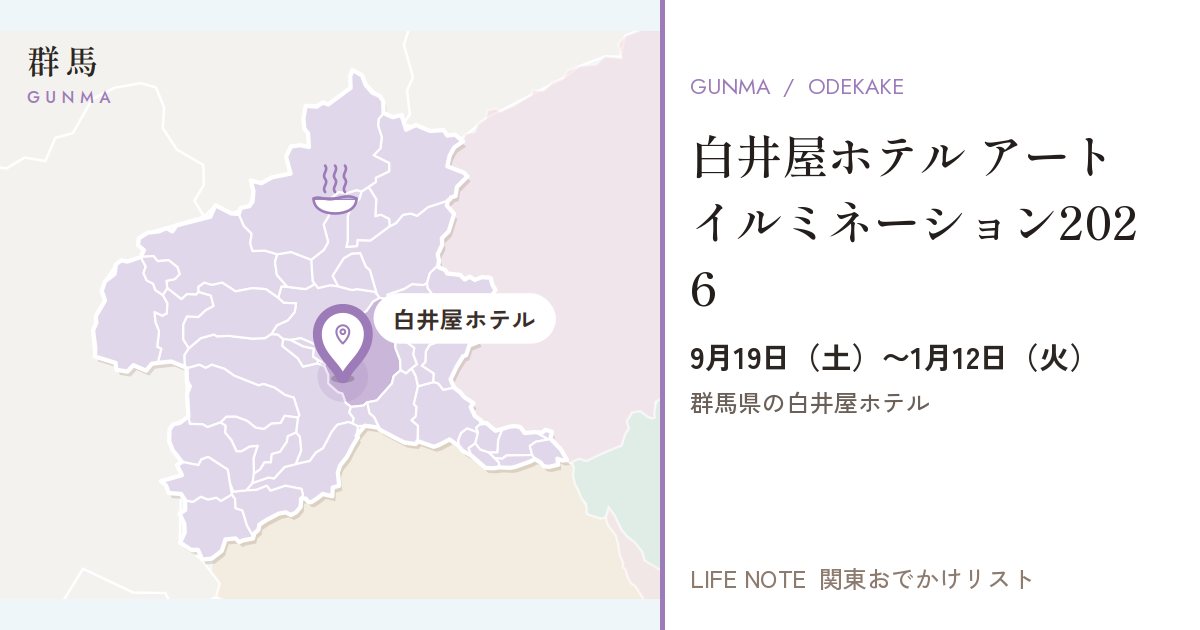 群馬
GUNMA
白井屋ホテル
GUNMA / ODEKAKE
白井屋ホテル アート
イルミネーション202
6
9月19日（土）〜1月12日（火）
群馬県の白井屋ホテル
LIFE NOTE 関東おでかけリスト